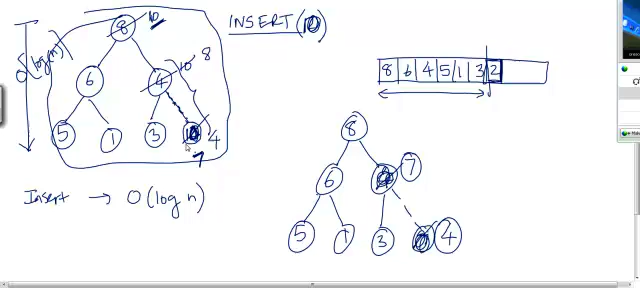 INSERT(10)
8 10
6 4 10 8
5 1 3 10 4
7
O(log n)
Insert → O(log n)
8 6 4 5 1 3 2
8
6 7
5 1 3 4